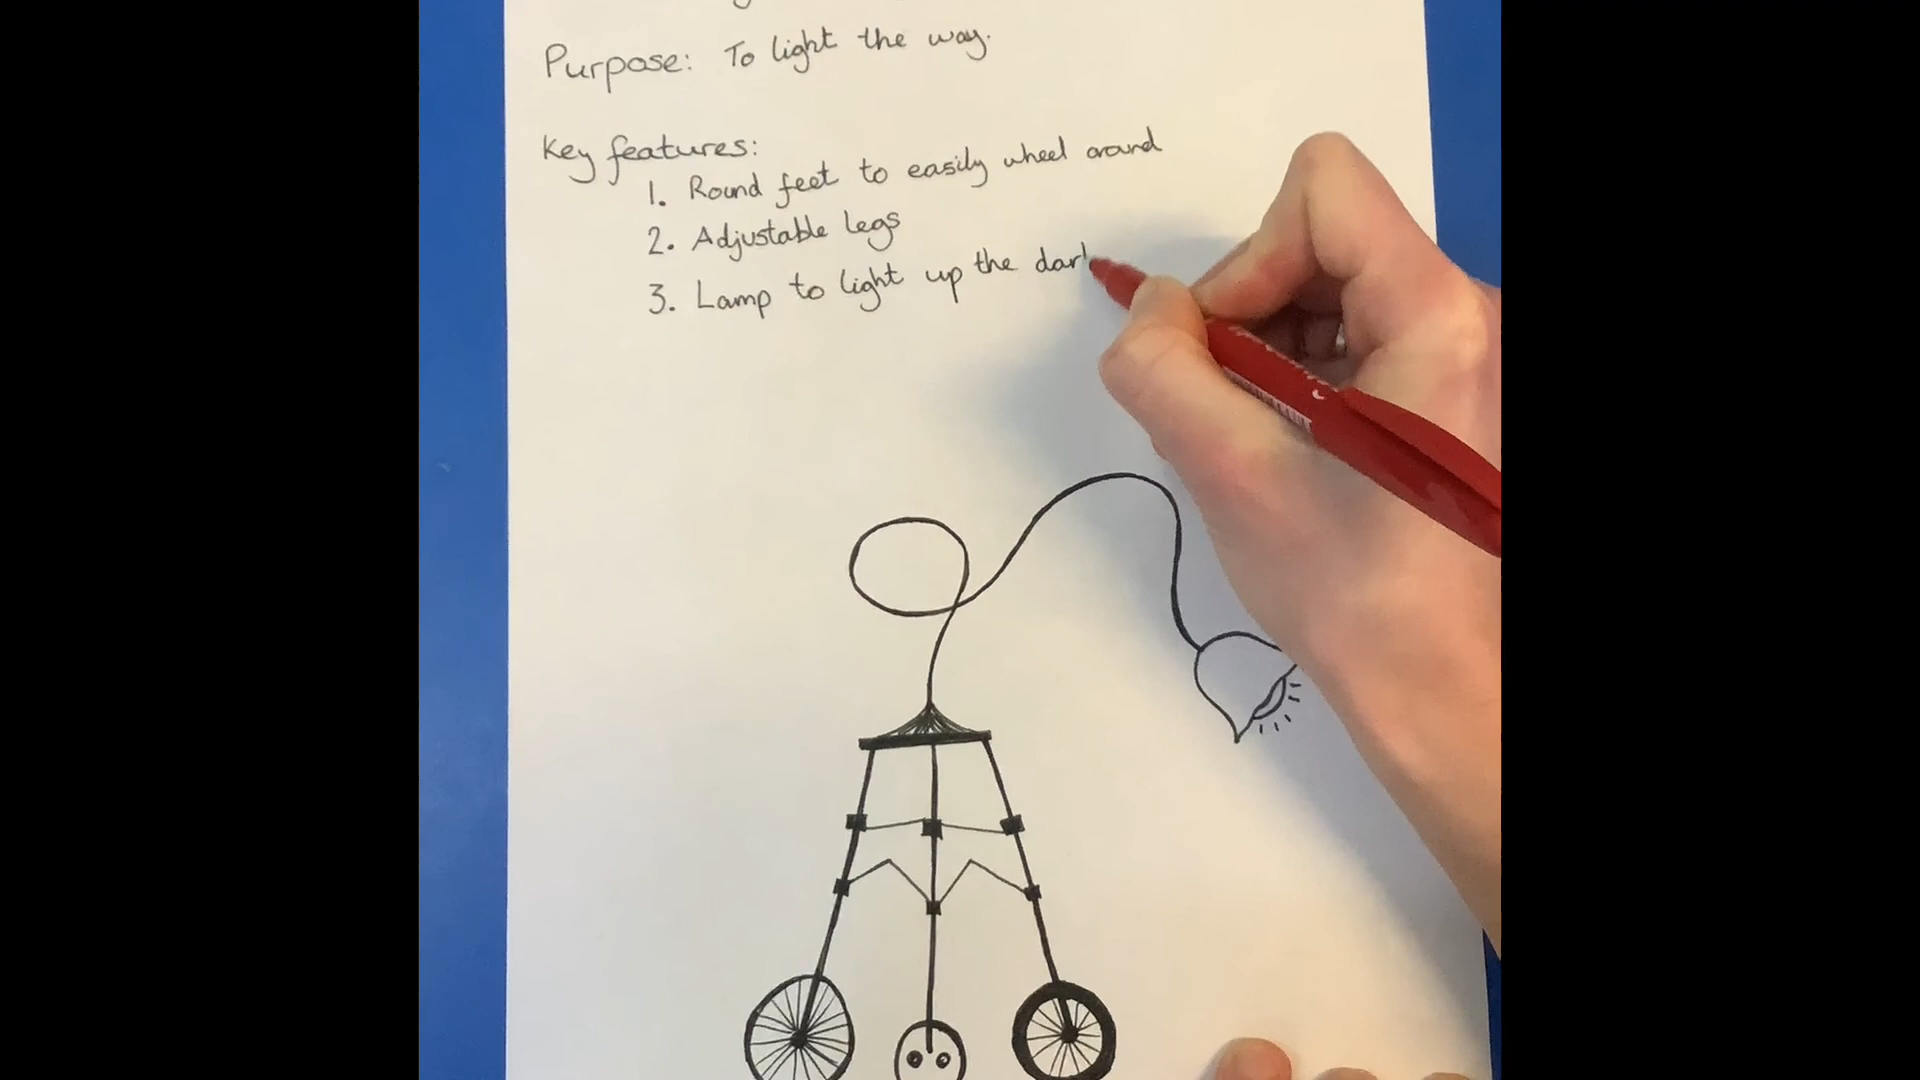 Purpose: To light the way.
Key features:
1. Round feet to easily wheel around
2. Adjustable legs
3. Lamp to light up the dark